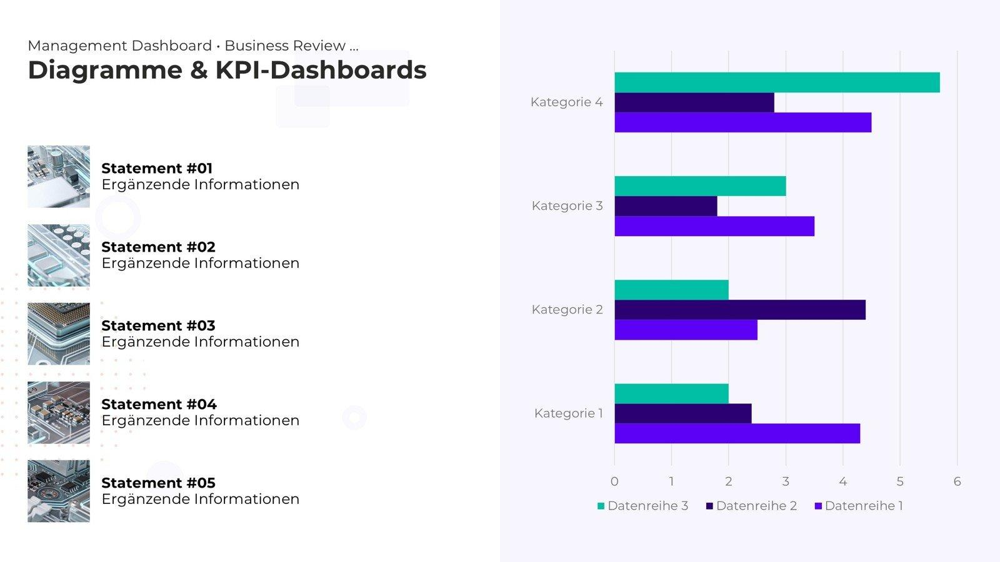 Management Dashboard • Business Review ...
Diagramme & KPI-Dashboards
Statement #01
Ergänzende Informationen
Statement #02
Ergänzende Informationen
Statement #03
Ergänzende Informationen
Statement #04
Ergänzende Informationen
Statement #05
Ergänzende Informationen
Kategorie 4
Kategorie 3
Kategorie 2
Kategorie 1
0 1 2 3 4 5 6
Datenreihe 3 Datenreihe 2 Datenreihe 1